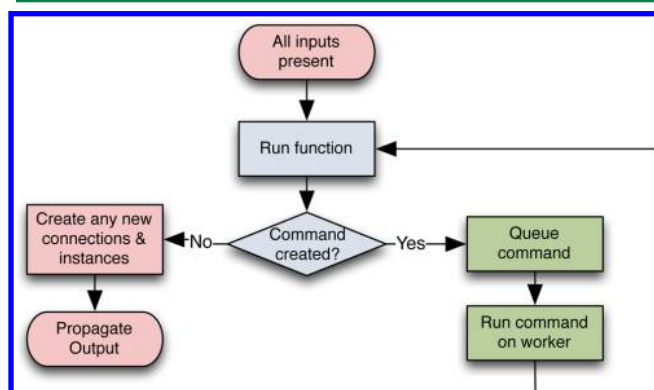 All inputs
present
Run function
Command
created?
No
Yes
Create any new
connections &
instances
Propagate
Output
Queue
command
Run command
on worker